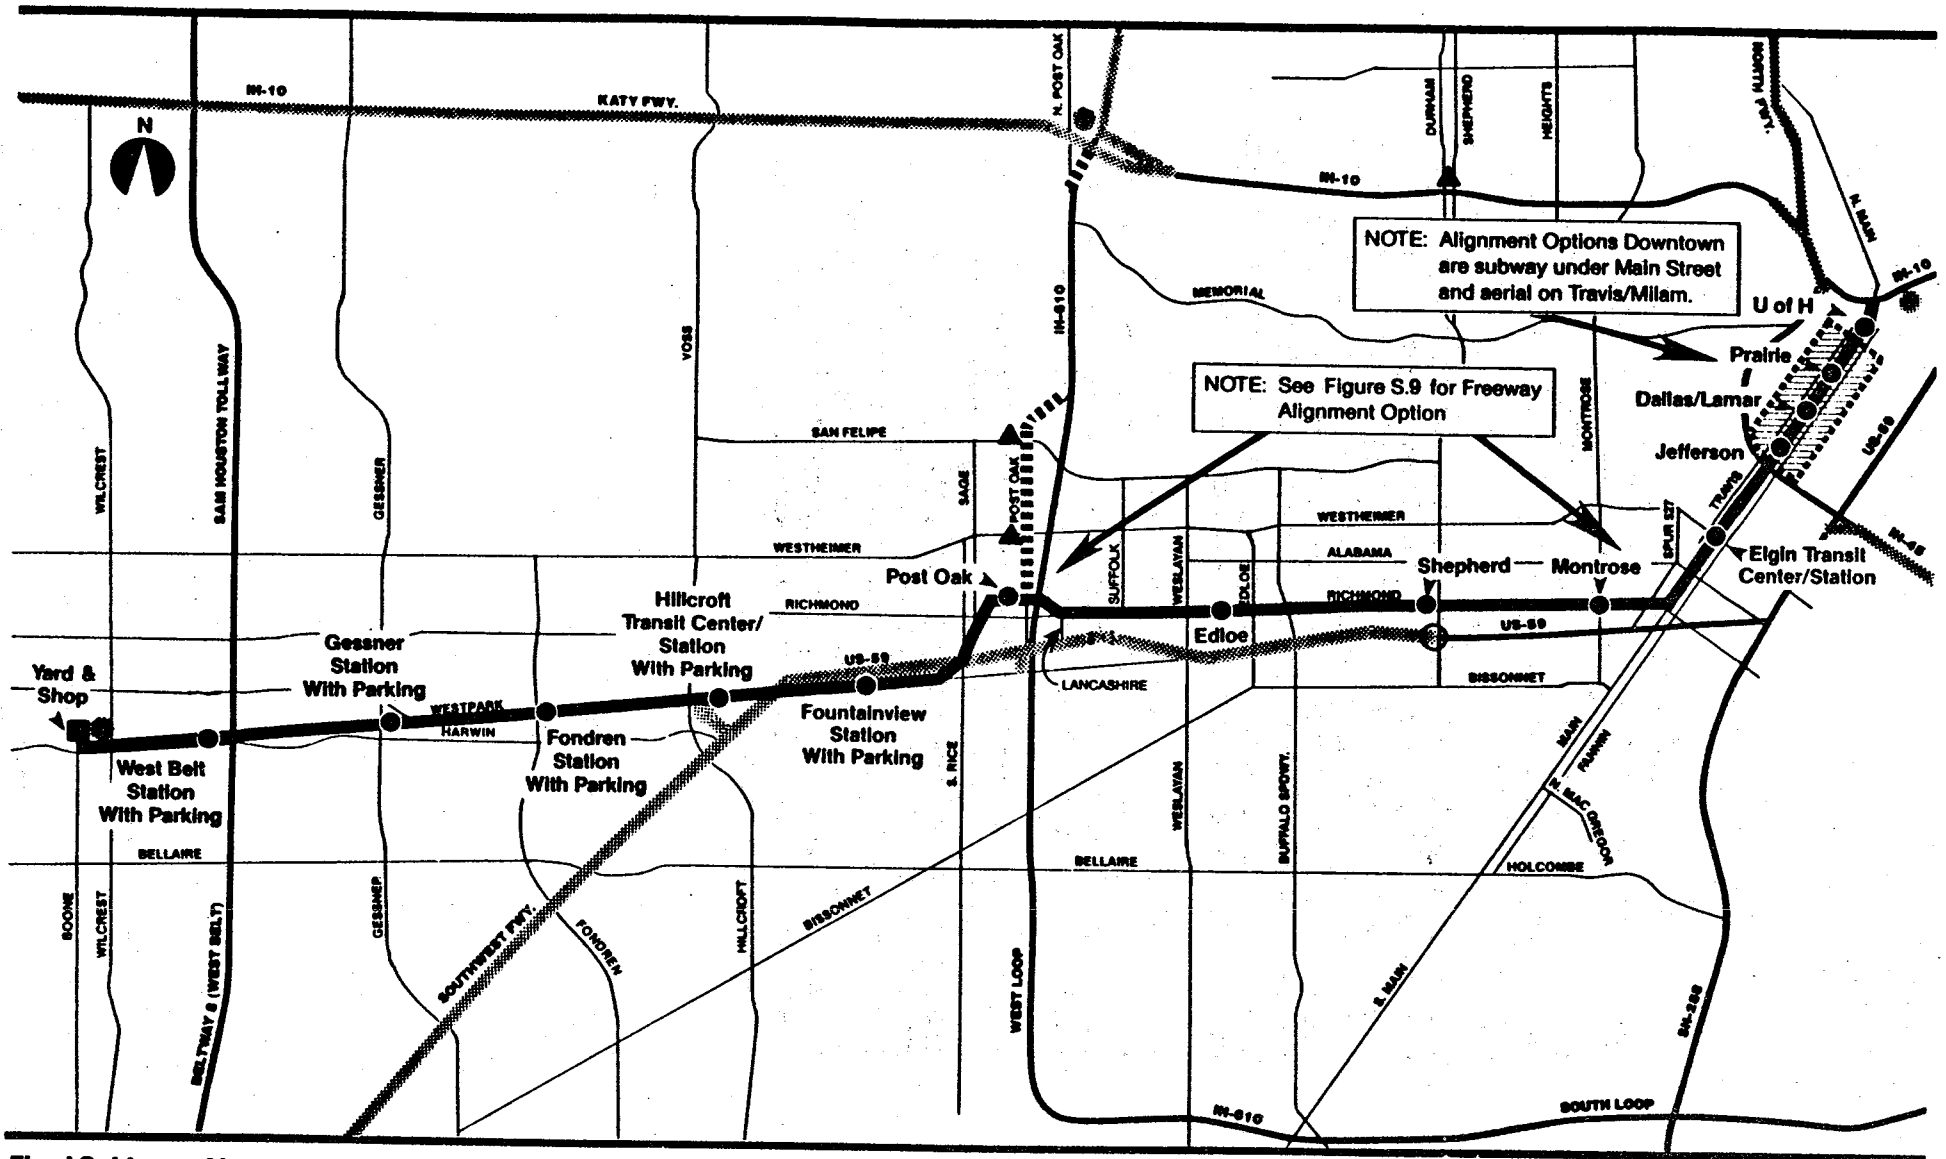 IH-10
KATY FWY.
N. POST OAK
DURHAM
SHEPHERD
HEIGHTS
NORTH FWY.
N
IH-10
N. MAIN
IH-10
NOTE: Alignment Options Downtown
are subway under Main Street
and aerial on Travis/Milam.
MEMORIAL
IH-610
VOSS
SAM HOUSTON TOLLWAY
U of H
Prairie
Dallas/Lamar
Jefferson
NOTE: See Figure S.9 for Freeway
Alignment Option
MONTROSE
US-59
SAN FELIPE
WILCREST
GESSNER
SAGE
POST OAK
TRAVIS
SPUR 527
WESTHEIMER
WESTHEIMER
ALABAMA
IH-45
SUFFOLK
WESLAYAN
EDLOE
Post Oak
Shepherd
Montrose
Elgin Transit
Center/Station
RICHMOND
RICHMOND
Hillcroft
Transit Center/
Station
With Parking
Gessner
Station
With Parking
Edloe
US-59
US-59
LANCASHIRE
BISSONNET
Yard &
Shop
WESTPARK
HARWIN
Fountainview
Station
With Parking
Fondren
Station
With Parking
West Belt
Station
With Parking
S. RICE
WESLAYAN
BUFFALO SPDWY.
MAIN
FANNIN
N. MAC GREGOR
BELLAIRE
BELLAIRE
HOLCOMBE
BOONE
WILCREST
BELTWAY 8 (WEST BELT)
GESSNER
SOUTHWEST FWY.
FONDREN
HILLCROFT
BISSONNET
WEST LOOP
S. MAIN
SH-288
IH-610
SOUTH LOOP